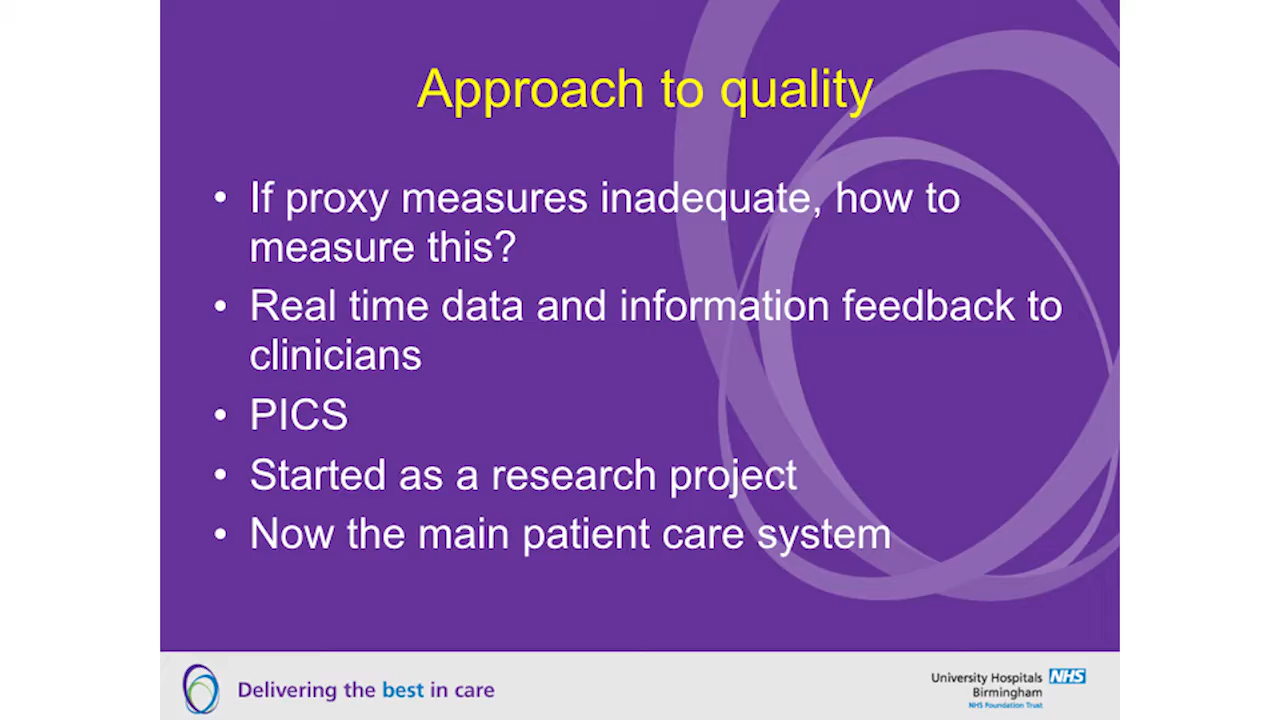 Approach to quality
• If proxy measures inadequate, how to
measure this?
• Real time data and information feedback to
clinicians
• PICS
• Started as a research project
• Now the main patient care system
Delivering the best in care
University Hospitals NHS
Birmingham
NHS Foundation Trust